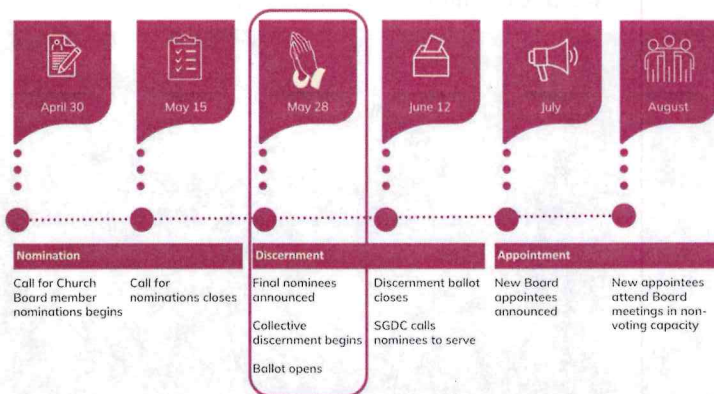 April 30
May 15
May 28
June 12
July
August
Nomination
Discernment
Appointment
Call for Church
Board member
nominations begins
Call for
nominations closes
Final nominees
announced
Collective
discernment begins
Ballot opens
Discernment ballot
closes
SGDC calls
nominees to serve
New Board
appointees
announced
New appointees
attend Board
meetings in non-
voting capacity